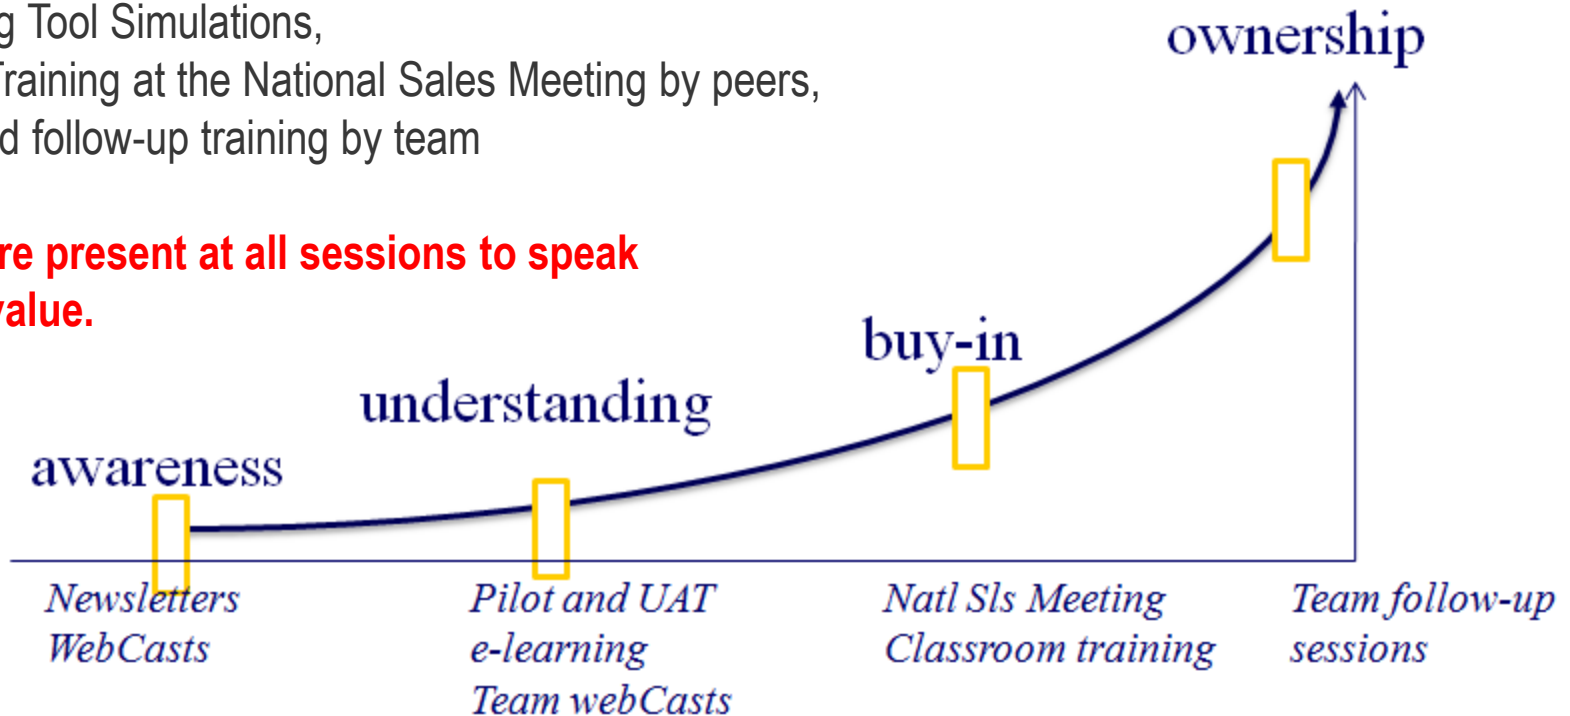 g Tool Simulations,
Training at the National Sales Meeting by peers,
d follow-up training by team
re present at all sessions to speak
value.
ownership
buy-in
understanding
awareness
Newsletters
WebCasts
Pilot and UAT
e-learning
Team webCasts
Natl Sls Meeting
Classroom training
Team follow-up
sessions